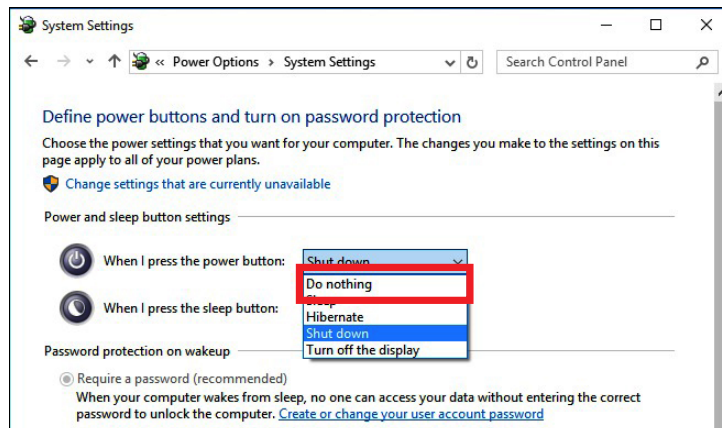 System Settings
« Power Options › System Settings
Search Control Panel
Define power buttons and turn on password protection
Choose the power settings that you want for your computer. The changes you make to the settings on this
page apply to all of your power plans.
Change settings that are currently unavailable
Power and sleep button settings
When I press the power button: Shut down
Do nothing
Sleep
When I press the sleep button:
Hibernate
Shut down
Turn off the display
Password protection on wakeup
Require a password (recommended)
When your computer wakes from sleep, no one can access your data without entering the correct
password to unlock the computer. Create or change your user account password